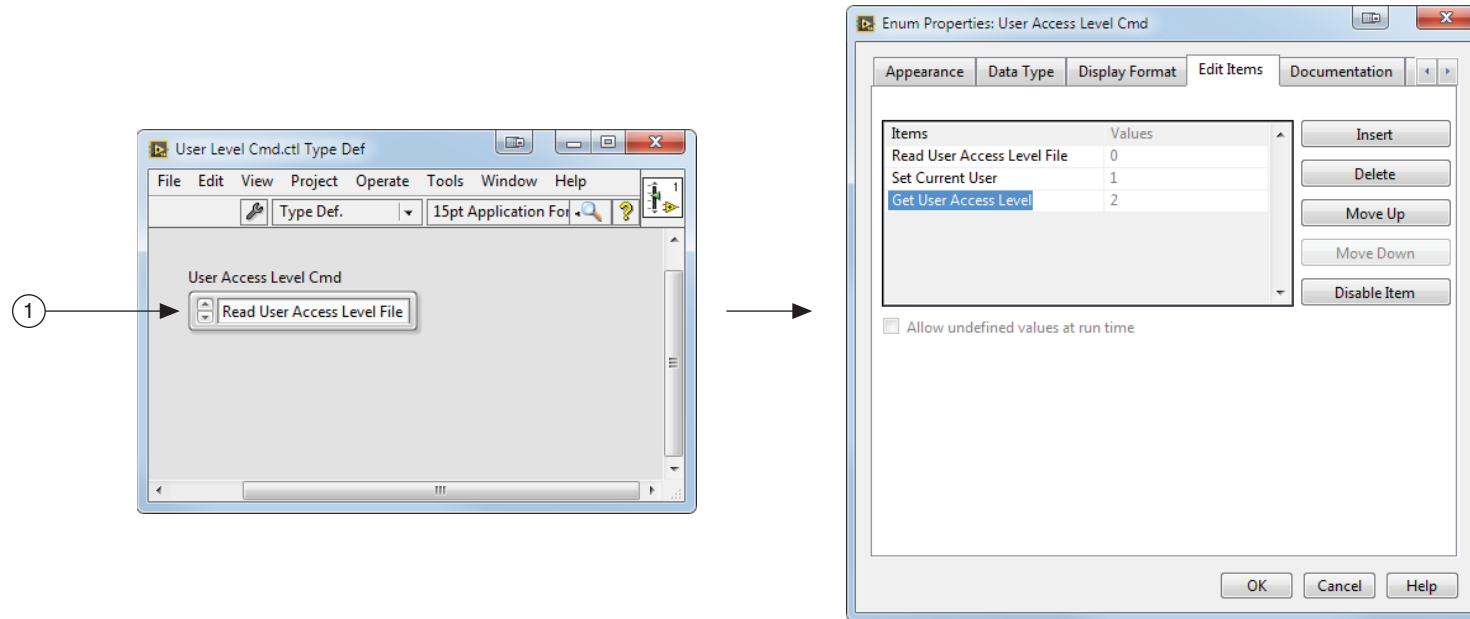 User Level Cmd.ctl Type Def
File Edit View Project Operate Tools Window Help
Type Def. 15pt Application For
1
User Access Level Cmd
Read User Access Level File
1
Enum Properties: User Access Level Cmd
Appearance Data Type Display Format Edit Items Documentation
Items Values
Read User Access Level File 0
Set Current User 1
Get User Access Level 2
Insert
Delete
Move Up
Move Down
Disable Item
Allow undefined values at run time
OK Cancel Help